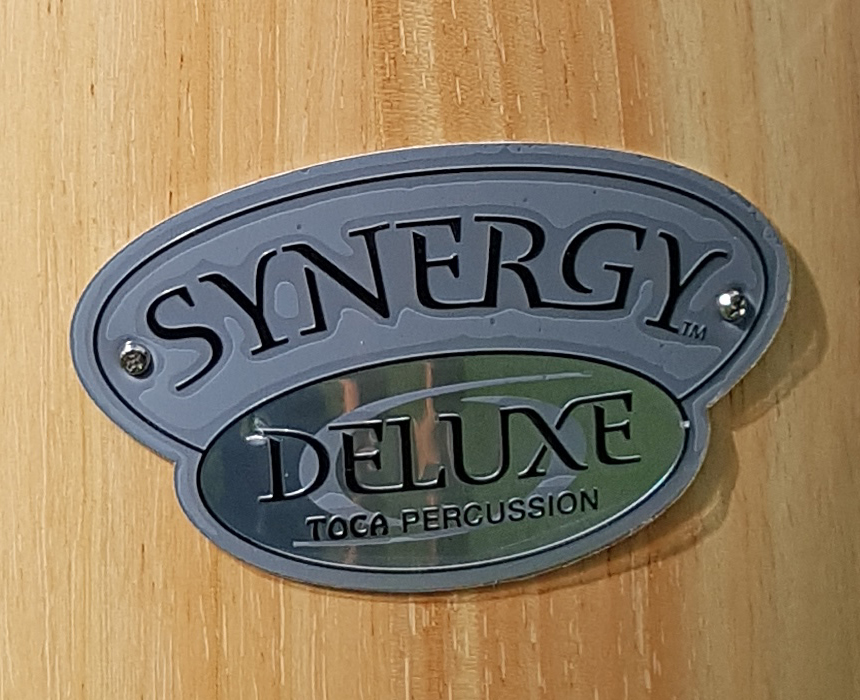 SYNERGY™
DELUXE
TOCA PERCUSSION